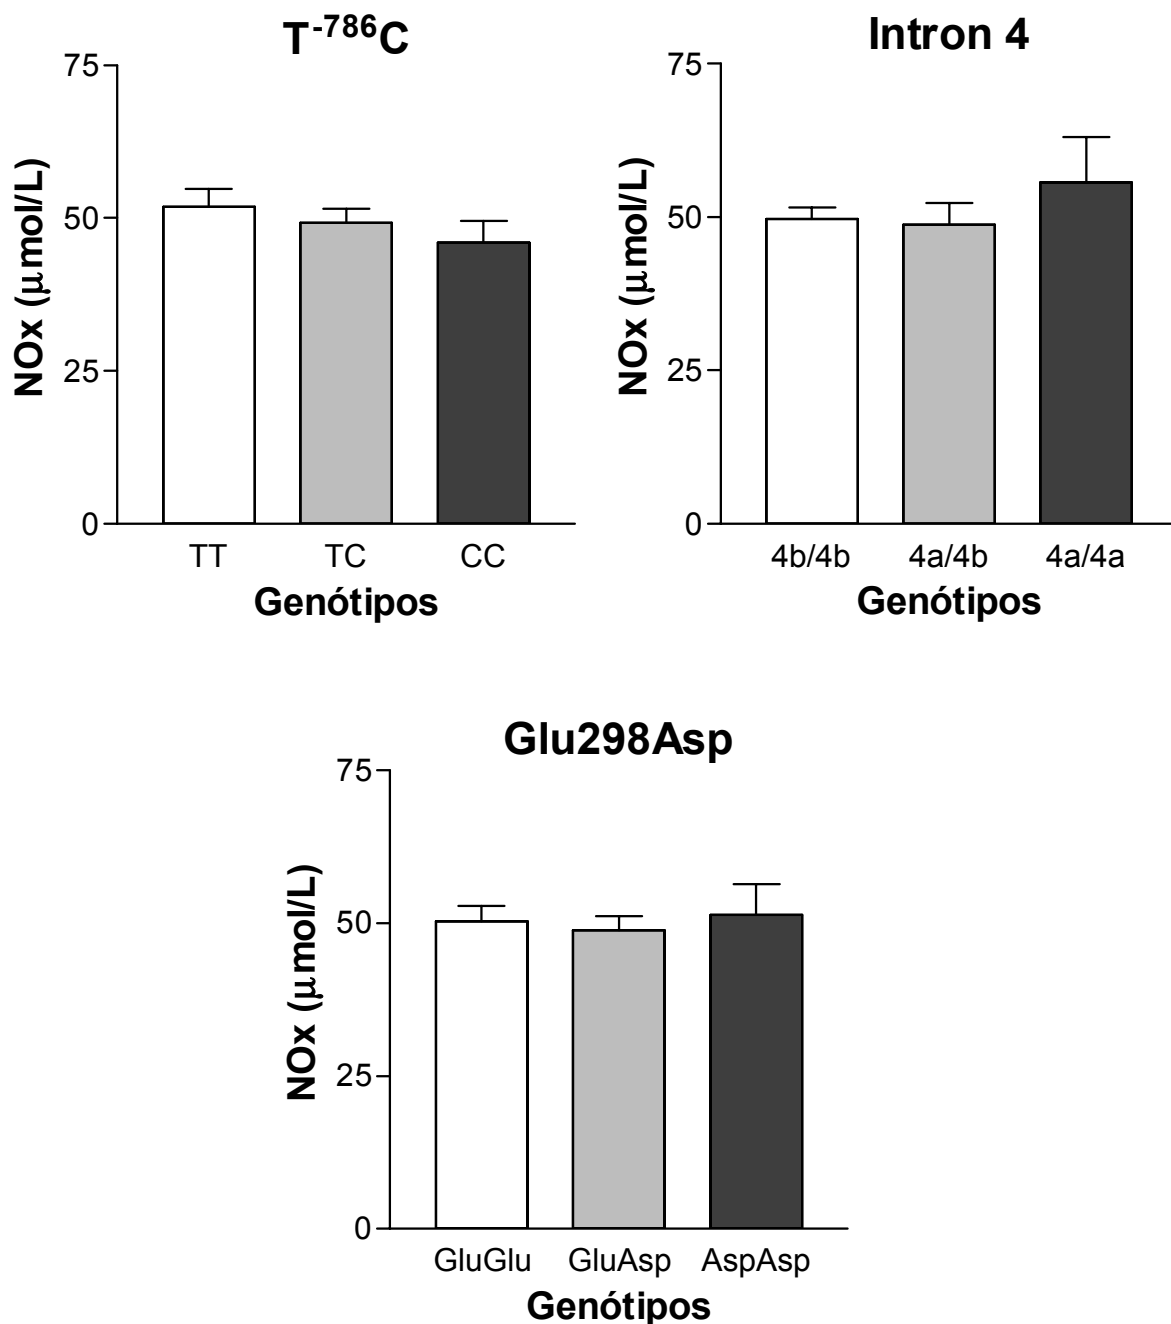 T-786C
NOx (μmol/L)
75
50
25
0
TT TC CC
Genótipos
Intron 4
NOx (μmol/L)
75
50
25
0
4b/4b 4a/4b 4a/4a
Genótipos
Glu298Asp
NOx (μmol/L)
75
50
25
0
GluGlu GluAsp AspAsp
Genótipos